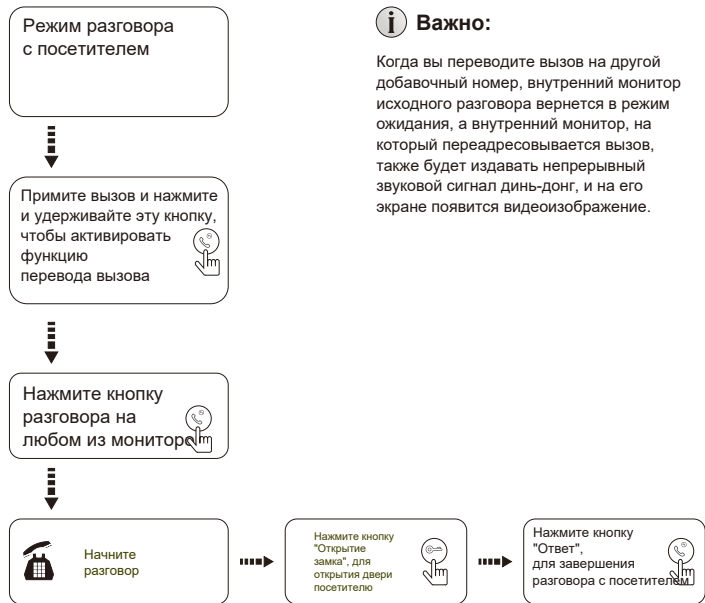 Режим разговора
с посетителем
Важно:
Когда вы переводите вызов на другой
добавочный номер, внутренний монитор
исходного разговора вернется в режим
ожидания, а внутренний монитор, на
который переадресовывается вызов,
также будет издавать непрерывный
звуковой сигнал динь-донг, и на его
экране появится видеоизображение.
Примите вызов и нажмите
и удерживайте эту кнопку,
чтобы активировать
функцию
перевода вызова
Нажмите кнопку
разговора на
любом из мониторов
Начните
разговор
Нажмите кнопку
"Открытие
замка", для
открытия двери
посетителю
Нажмите кнопку
"Ответ",
для завершения
разговора с посетителем